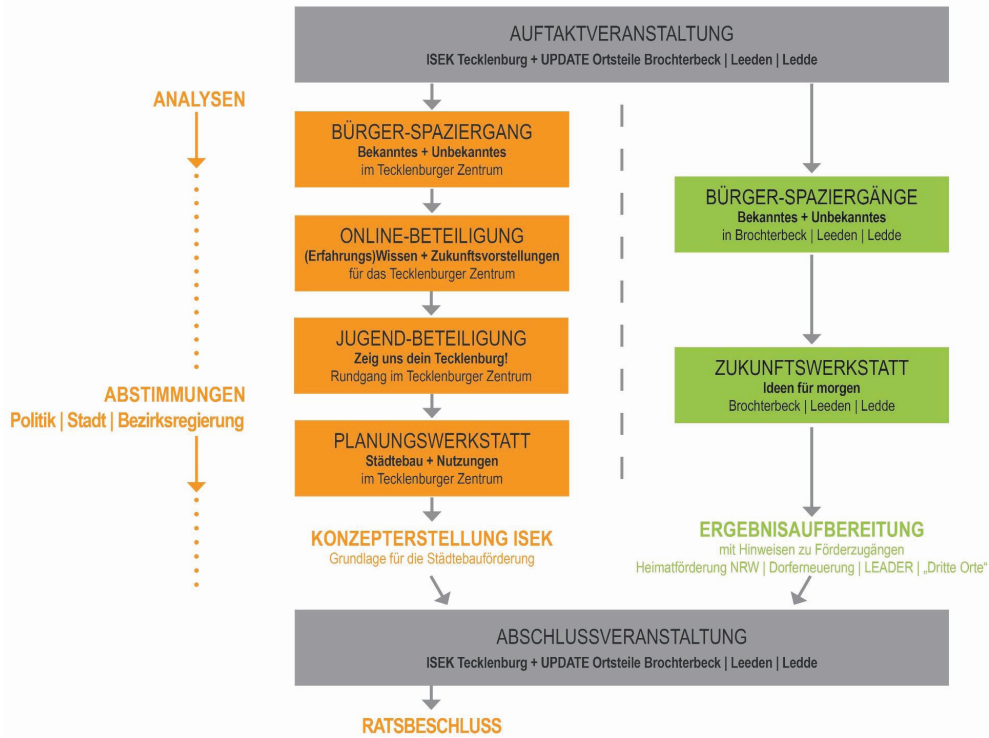 AUFTAKTVERANSTALTUNG
ISEK Tecklenburg + UPDATE Ortsteile Brochterbeck | Leeden | Ledde
ANALYSEN
ABSTIMMUNGEN
Politik | Stadt | Bezirksregierung
BÜRGER-SPAZIERGANG
Bekanntes + Unbekanntes
im Tecklenburger Zentrum
ONLINE-BETEILIGUNG
(Erfahrungs)Wissen + Zukunftsvorstellungen
für das Tecklenburger Zentrum
JUGEND-BETEILIGUNG
Zeig uns dein Tecklenburg!
Rundgang im Tecklenburger Zentrum
PLANUNGSWERKSTATT
Städtebau + Nutzungen
im Tecklenburger Zentrum
KONZEPTERSTELLUNG ISEK
Grundlage für die Städtebauförderung
BÜRGER-SPAZIERGÄNGE
Bekanntes + Unbekanntes
in Brochterbeck | Leeden | Ledde
ZUKUNFTSWERKSTATT
Ideen für morgen
Brochterbeck | Leeden | Ledde
ERGEBNISAUFBEREITUNG
mit Hinweisen zu Förderzugängen
Heimatförderung NRW | Dorferneuerung | LEADER | „Dritte Orte“
ABSCHLUSSVERANSTALTUNG
ISEK Tecklenburg + UPDATE Ortsteile Brochterbeck | Leeden | Ledde
RATSBESCHLUSS